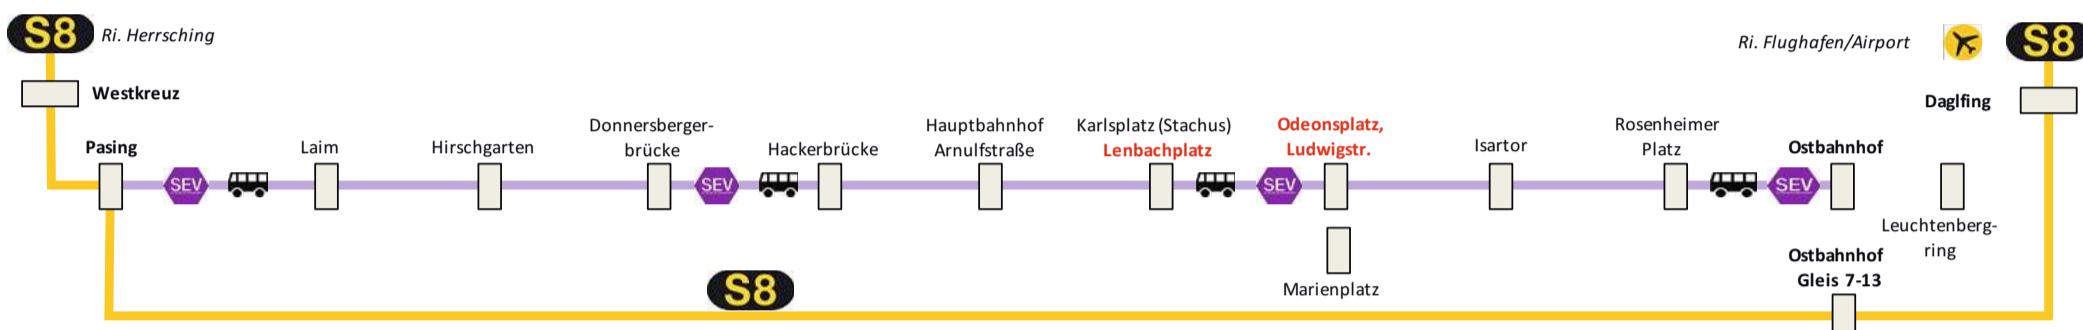 S8 Ri. Herrsching
Ri. Flughafen/Airport S8
Westkreuz
Daglfing
Pasing
SEV
Laim
Hirschgarten
Donnersberger-
brücke
SEV
Hackerbrücke
Hauptbahnhof
Arnulfstraße
Karlsplatz (Stachus)
Lenbachplatz
SEV
Odeonsplatz,
Ludwigstr.
Isartor
Rosenheimer
Platz
SEV
Ostbahnhof
Leuchtenberg-
ring
Marienplatz
Ostbahnhof
Gleis 7-13
S8